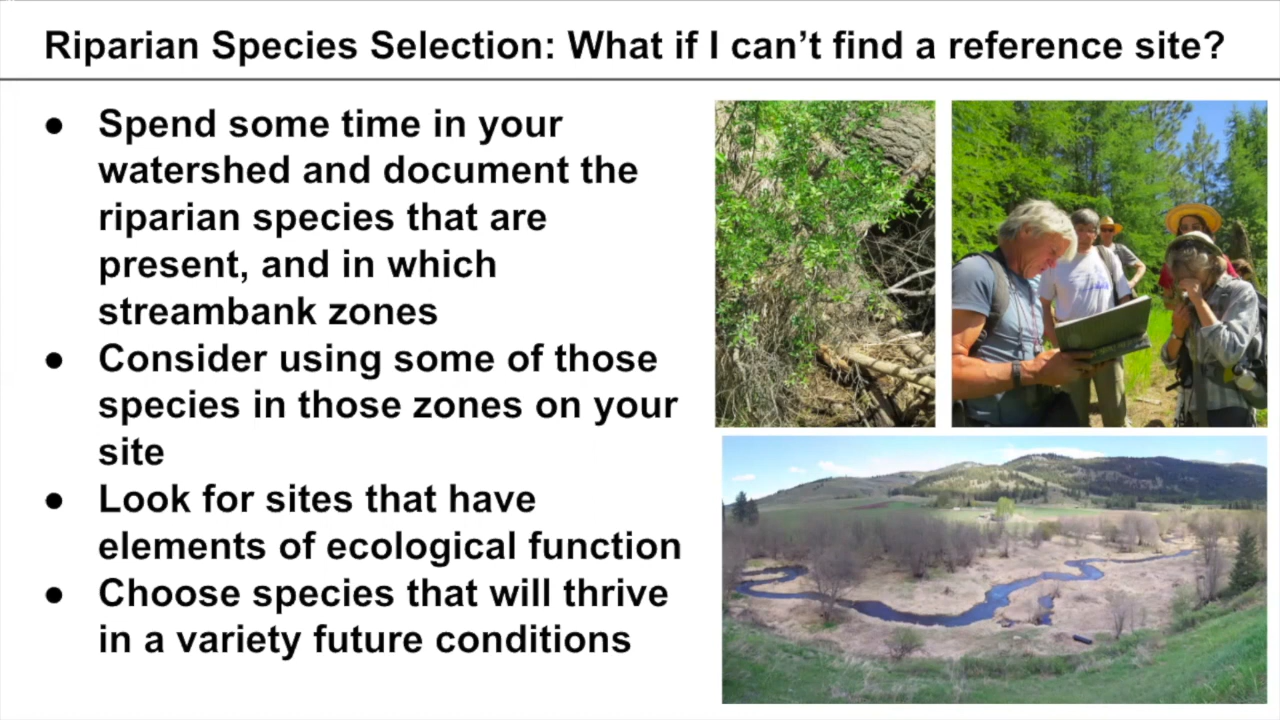 Riparian Species Selection: What if I can’t find a reference site?
● Spend some time in your
watershed and document the
riparian species that are
present, and in which
streambank zones
● Consider using some of those
species in those zones on your
site
● Look for sites that have
elements of ecological function
● Choose species that will thrive
in a variety future conditions